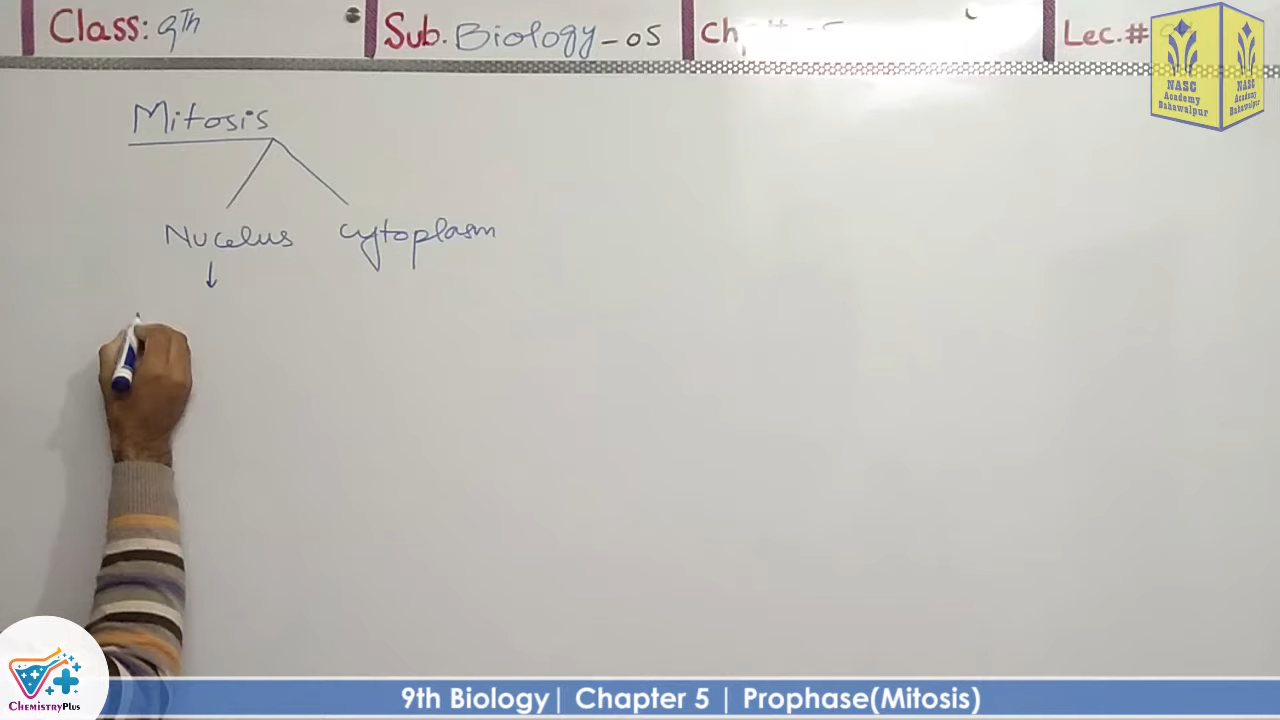 Class: 9Th
Sub. Biology-05
Lec.#
NASC
Academy
Bahawalpur
NASC
Academy
Bahawalpur
Mitosis
Nucelus
cytoplasm
ChemistryPlus
9th Biology| Chapter 5 | Prophase(Mitosis)